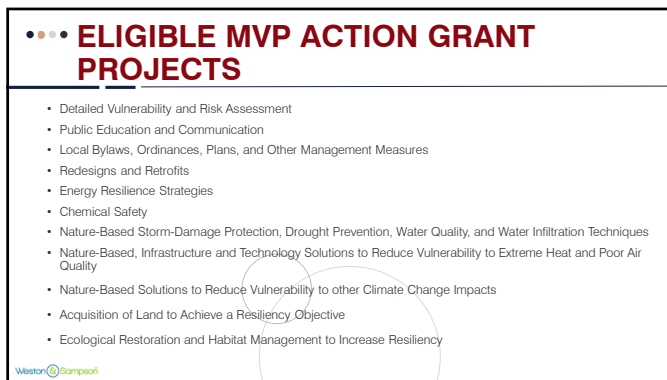 ELIGIBLE MVP ACTION GRANT
PROJECTS
• Detailed Vulnerability and Risk Assessment
• Public Education and Communication
• Local Bylaws, Ordinances, Plans, and Other Management Measures
• Redesigns and Retrofits
• Energy Resilience Strategies
• Chemical Safety
• Nature-Based Storm-Damage Protection, Drought Prevention, Water Quality, and Water Infiltration Techniques
• Nature-Based, Infrastructure and Technology Solutions to Reduce Vulnerability to Extreme Heat and Poor Air
Quality
• Nature-Based Solutions to Reduce Vulnerability to other Climate Change Impacts
• Acquisition of Land to Achieve a Resiliency Objective
• Ecological Restoration and Habitat Management to Increase Resiliency
Weston & Sampson